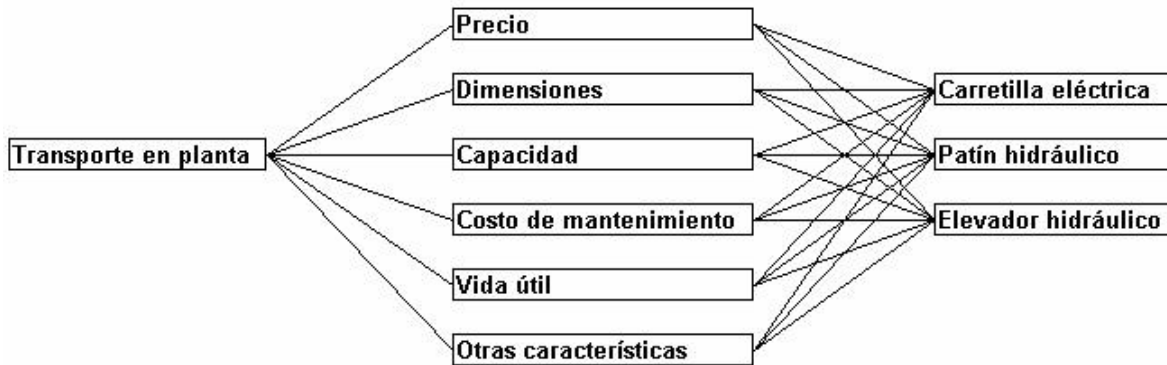 Transporte en planta
Precio
Dimensiones
Capacidad
Costo de mantenimiento
Vida útil
Otras características
Carretilla eléctrica
Patín hidráulico
Elevador hidráulico